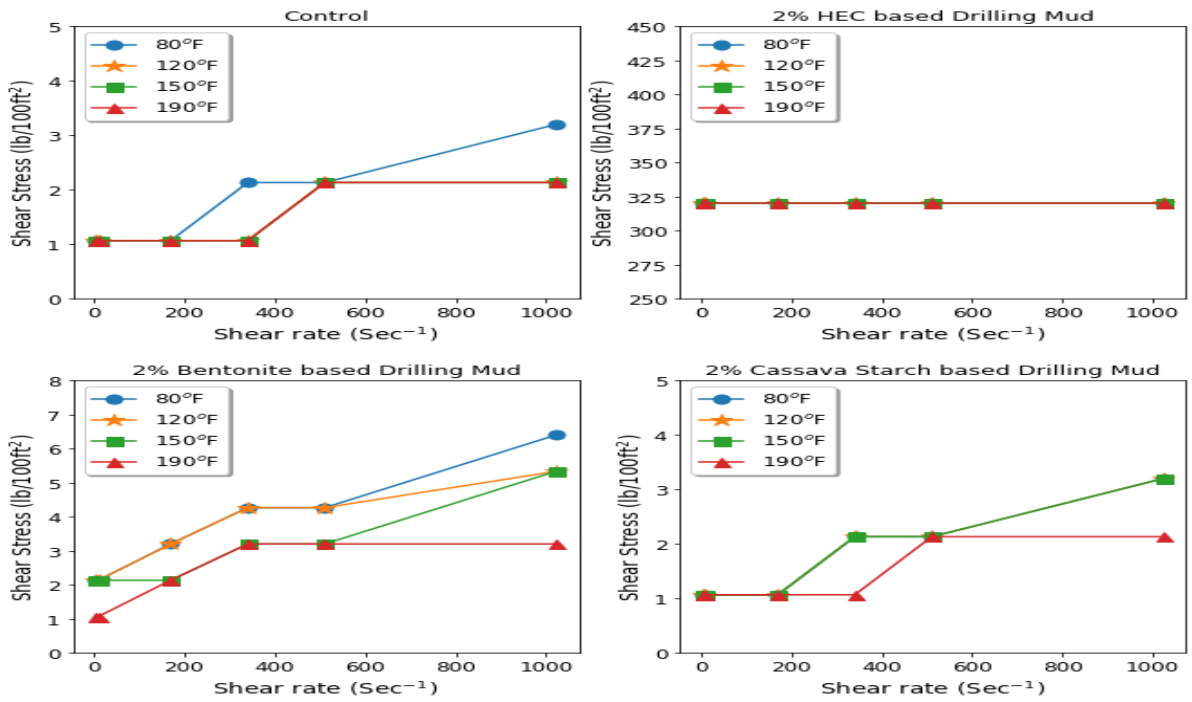 Control
5
4
3
2
1
0
Shear Stress (lb/100ft²)
80°F
120°F
150°F
190°F
0 200 400 600 800 1000
Shear rate (Sec⁻¹)
2% HEC based Drilling Mud
450
425
400
375
350
325
300
275
250
Shear Stress (lb/100ft²)
80°F
120°F
150°F
190°F
0 200 400 600 800 1000
Shear rate (Sec⁻¹)
2% Bentonite based Drilling Mud
8
7
6
5
4
3
2
1
0
Shear Stress (lb/100ft²)
80°F
120°F
150°F
190°F
0 200 400 600 800 1000
Shear rate (Sec⁻¹)
2% Cassava Starch based Drilling Mud
5
4
3
2
1
0
Shear Stress (lb/100ft²)
80°F
120°F
150°F
190°F
0 200 400 600 800 1000
Shear rate (Sec⁻¹)